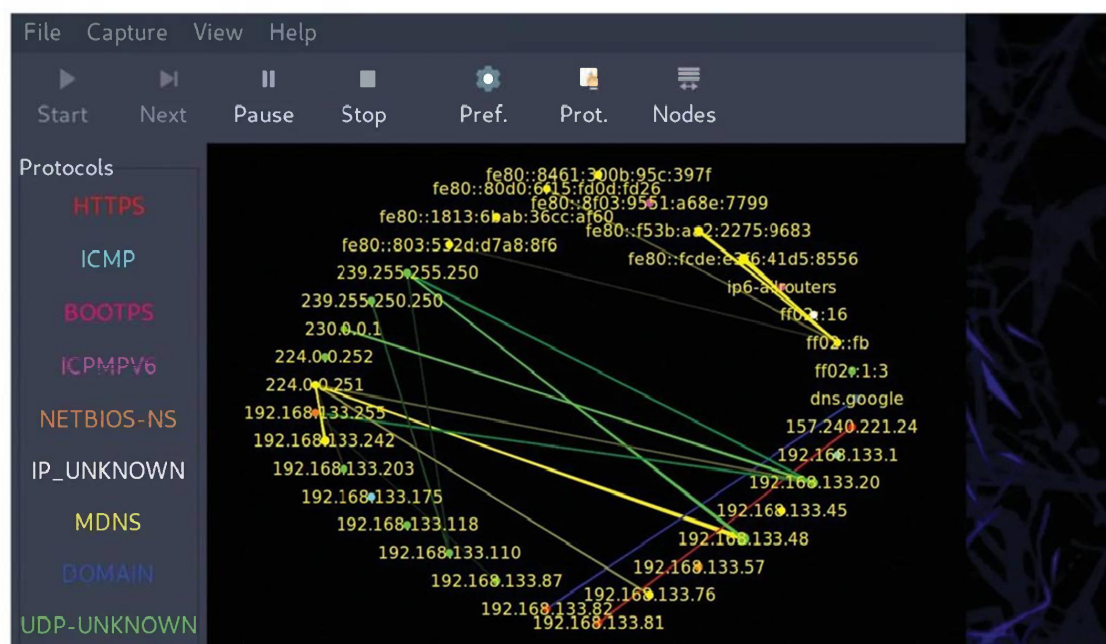 File Capture View Help
Start Next Pause Stop Pref. Prot. Nodes
Protocols
HTTPS
ICMP
BOOTPS
ICPMPV6
NETBIOS-NS
IP_UNKNOWN
MDNS
DOMAIN
UDP-UNKNOWN
fe80::8461:300b:95c:397f
fe80::80d0:6f15:fd0d:fd26
fe80::8f03:9551:a68e:7799
fe80::1813:6bab:36cc:af60
fe80::f53b:aa2:2275:9683
fe80::803:532d:d7a8:8f6
fe80::fcde:e3f6:41d5:8556
239.255.255.250
ip6-allrouters
239.255.250.250
ff02::16
230.0.0.1
ff02::fb
224.0.0.252
ff02::1:3
224.0.0.251
dns.google
192.168.133.255
157.240.221.24
192.168.133.242
192.168.133.1
192.168.133.203
192.168.133.20
192.168.133.175
192.168.133.45
192.168.133.118
192.168.133.48
192.168.133.110
192.168.133.57
192.168.133.87
192.168.133.76
192.168.133.82
192.168.133.81